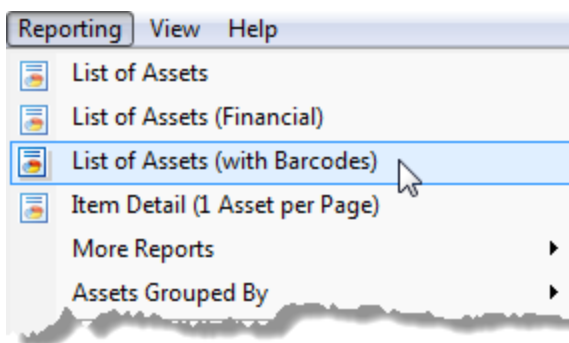 Reporting View Help
List of Assets
List of Assets (Financial)
List of Assets (with Barcodes)
Item Detail (1 Asset per Page)
More Reports
Assets Grouped By